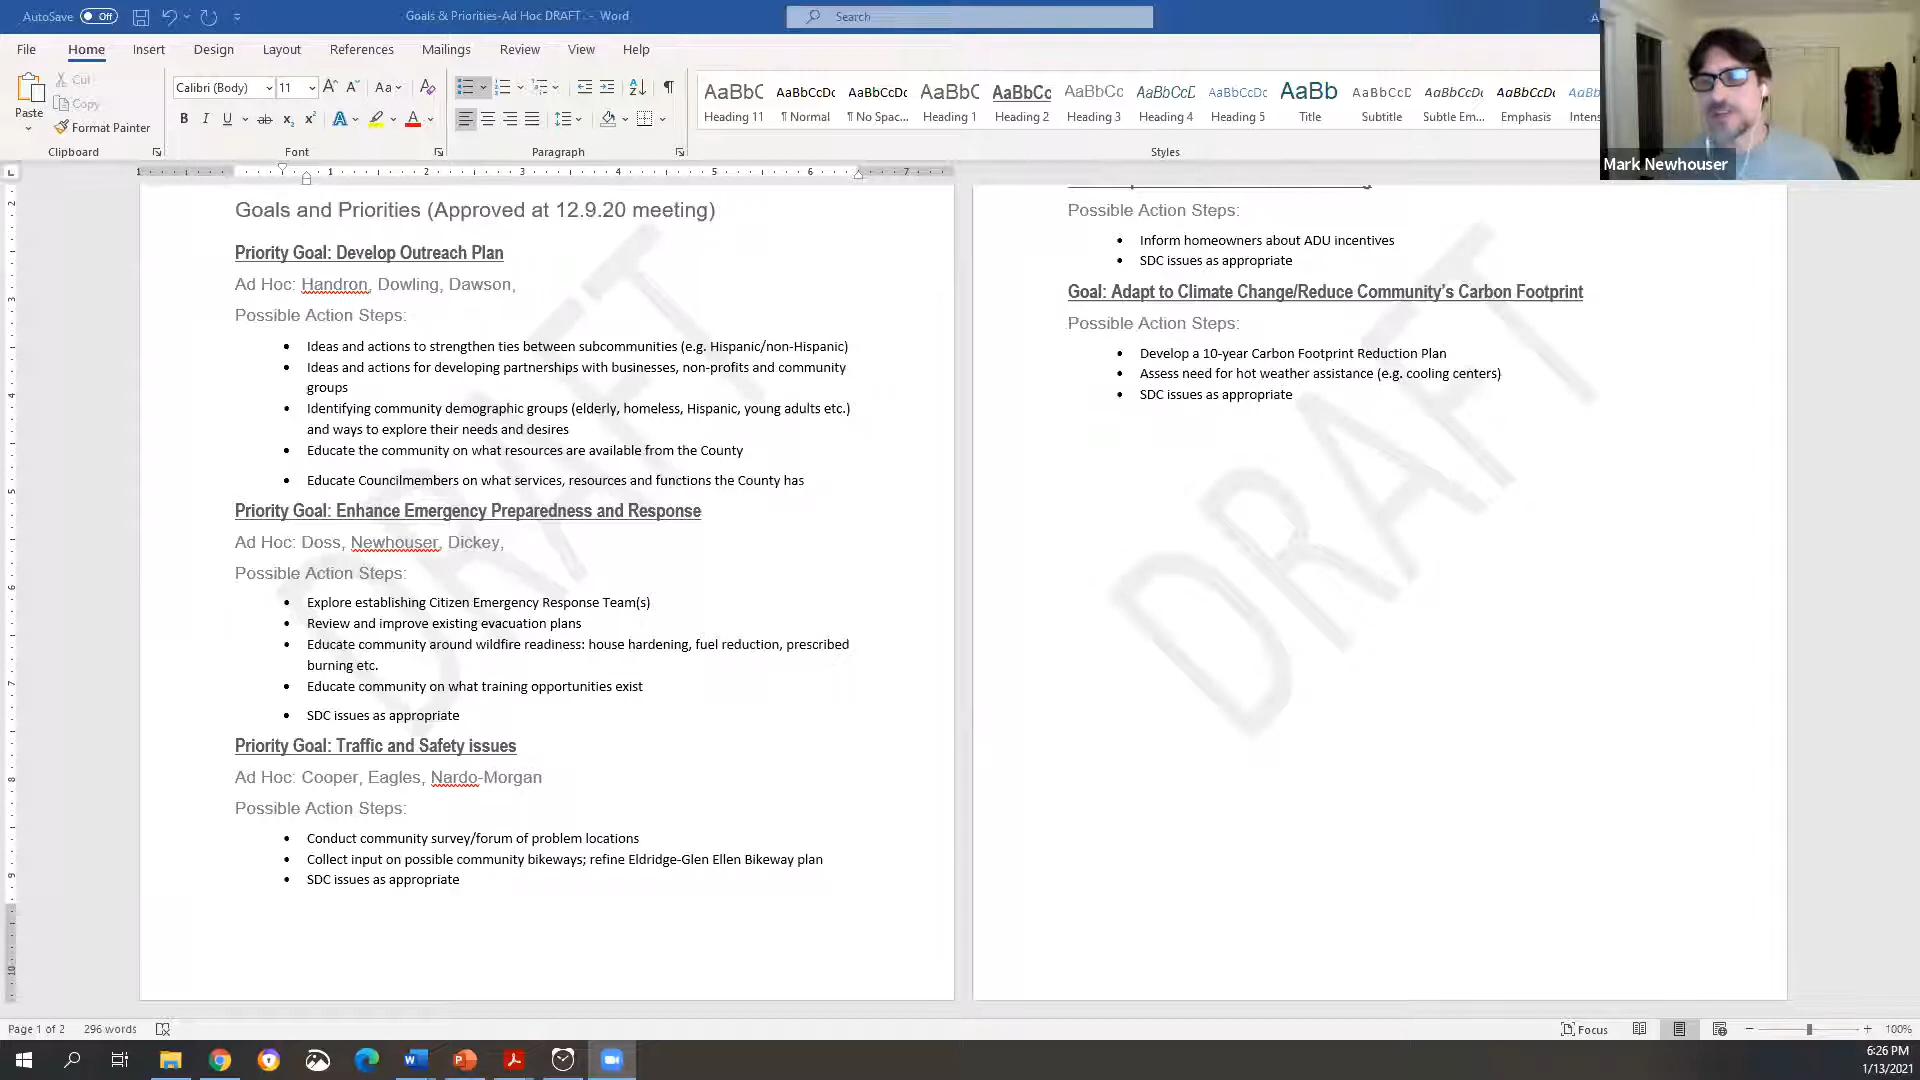 AutoSave Off
Goals & Priorities-Ad Hoc DRAFT - Word
Search
File Home Insert Design Layout References Mailings Review View Help
Paste
Cut
Copy
Format Painter
Clipboard
Calibri (Body) 11
Font
Paragraph
AaBbC AaBbCcDc AaBbCcDc AaBbC AaBbCc AaBbCc AaBbCcD AaBbCcDc AaBb AaBbCcD AaBbCcDc AaBbCcDc AaBb
Heading 11 ¶ Normal ¶ No Spac... Heading 1 Heading 2 Heading 3 Heading 4 Heading 5 Title Subtitle Subtle Em... Emphasis Intens
Styles
Mark Newhouser
Goals and Priorities (Approved at 12.9.20 meeting)
Priority Goal: Develop Outreach Plan
Ad Hoc: Handron, Dowling, Dawson,
Possible Action Steps:
• Ideas and actions to strengthen ties between subcommunities (e.g. Hispanic/non-Hispanic)
• Ideas and actions for developing partnerships with businesses, non-profits and community
groups
• Identifying community demographic groups (elderly, homeless, Hispanic, young adults etc.)
and ways to explore their needs and desires
• Educate the community on what resources are available from the County
• Educate Councilmembers on what services, resources and functions the County has
Priority Goal: Enhance Emergency Preparedness and Response
Ad Hoc: Doss, Newhouser, Dickey,
Possible Action Steps:
• Explore establishing Citizen Emergency Response Team(s)
• Review and improve existing evacuation plans
• Educate community around wildfire readiness: house hardening, fuel reduction, prescribed
burning etc.
• Educate community on what training opportunities exist
• SDC issues as appropriate
Priority Goal: Traffic and Safety issues
Ad Hoc: Cooper, Eagles, Nardo-Morgan
Possible Action Steps:
• Conduct community survey/forum of problem locations
• Collect input on possible community bikeways; refine Eldridge-Glen Ellen Bikeway plan
• SDC issues as appropriate
DRAFT
Possible Action Steps:
• Inform homeowners about ADU incentives
• SDC issues as appropriate
Goal: Adapt to Climate Change/Reduce Community's Carbon Footprint
Possible Action Steps:
• Develop a 10-year Carbon Footprint Reduction Plan
• Assess need for hot weather assistance (e.g. cooling centers)
• SDC issues as appropriate
DRAFT
Page 1 of 2 296 words
Focus
100%
6:26 PM
1/13/2021